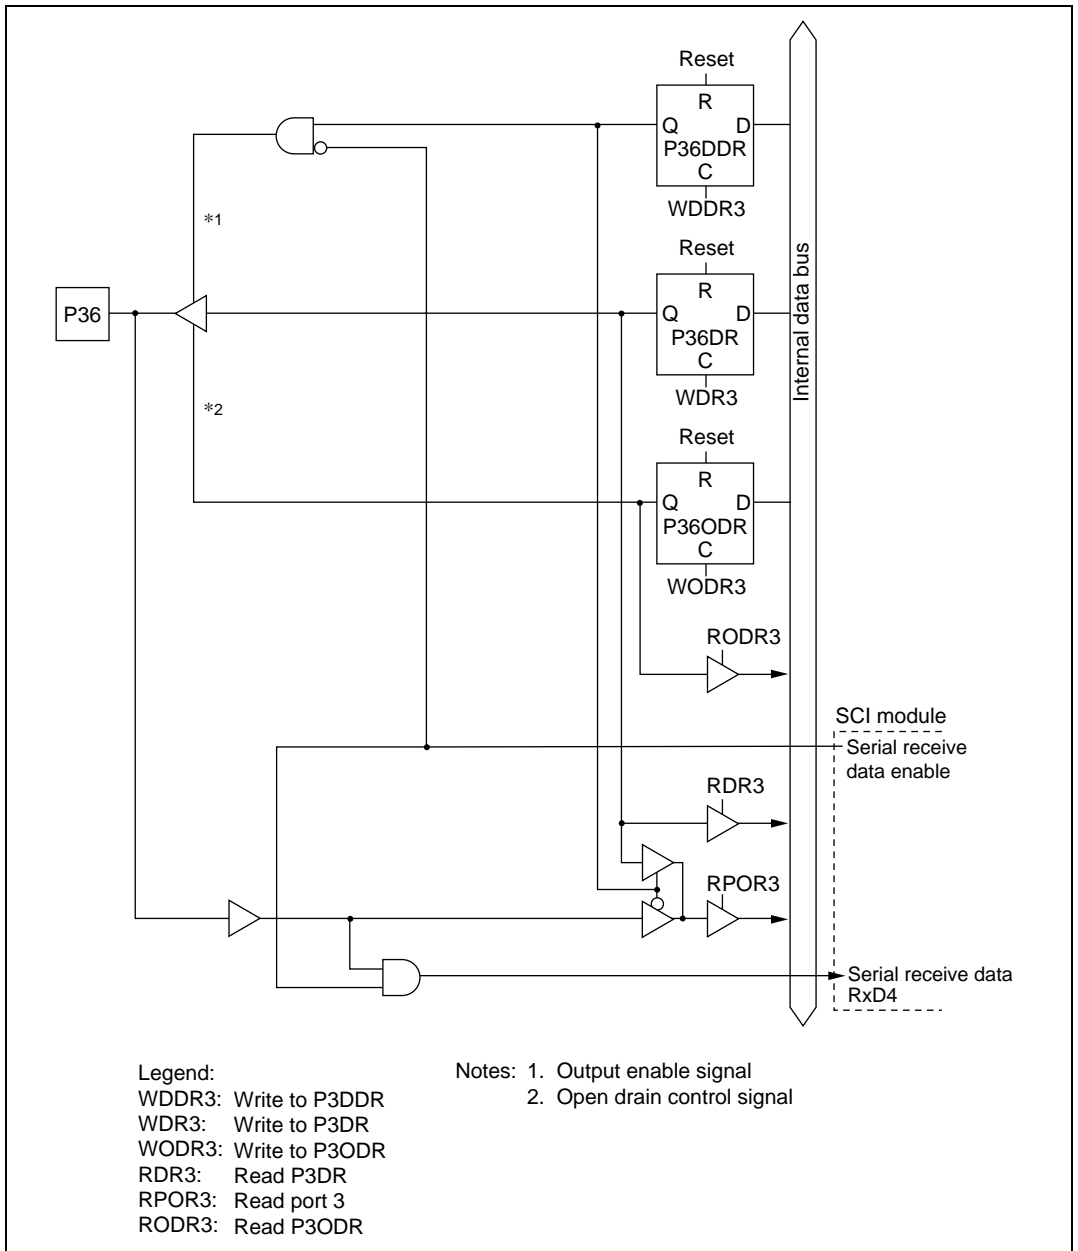 Reset
R
Q D
P36DDR
C
WDDR3
*1
Reset
R
P36
Q D
P36DR
C
WDR3
Internal data bus
*2
Reset
R
Q D
P36ODR
C
WODR3
RODR3
SCI module
Serial receive
data enable
RDR3
RPOR3
Serial receive data
RxD4
Legend:
WDDR3: Write to P3DDR
WDR3: Write to P3DR
WODR3: Write to P3ODR
RDR3: Read P3DR
RPOR3: Read port 3
RODR3: Read P3ODR
Notes: 1. Output enable signal
2. Open drain control signal